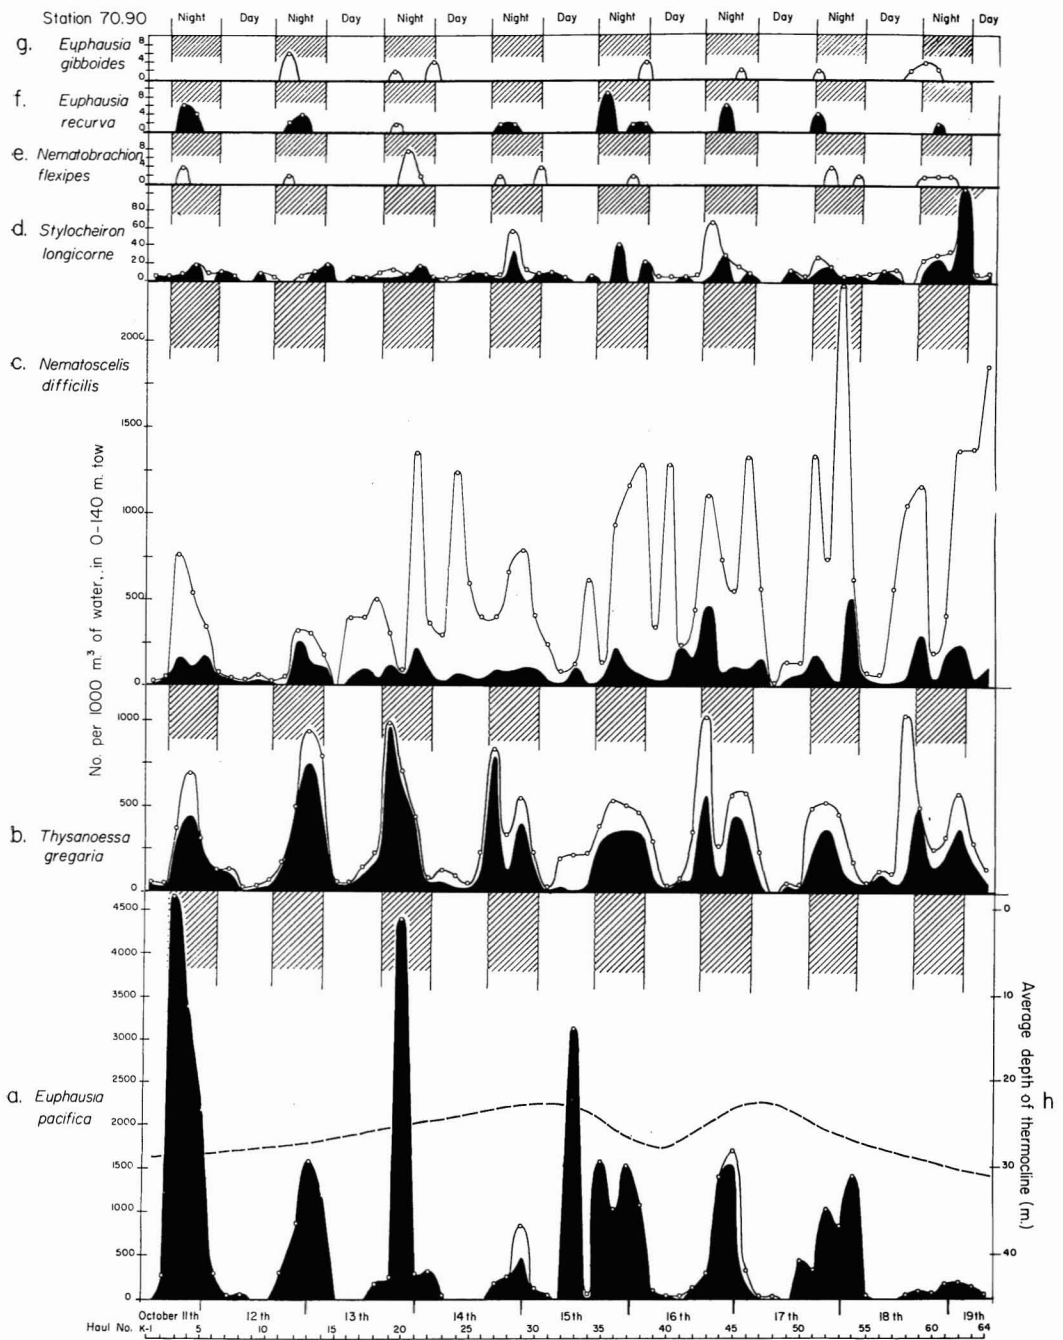 Station 70.90
Night Day Night Day Night Day Night Day Night Day Night Day Night Day Night Day
g. Euphausia gibboides
8
4
0
f. Euphausia recurva
8
4
0
e. Nematobrachion flexipes
8
4
0
d. Stylocheiron longicorne
80
60
40
20
0
c. Nematoscelis difficilis
2000
1500
1000
500
0
No. per 1000 m.³ of water, in 0-140 m. tow
b. Thysanoessa gregaria
1000
500
0
a. Euphausia pacifica
4500
4000
3500
3000
2500
2000
1500
1000
500
0
0
10
20
30
40
Average depth of thermocline (m.)
h
October 11th 12th 13th 14th 15th 16th 17th 18th 19th
Haul No. K-1 5 10 15 20 25 30 35 40 45 50 55 60 64